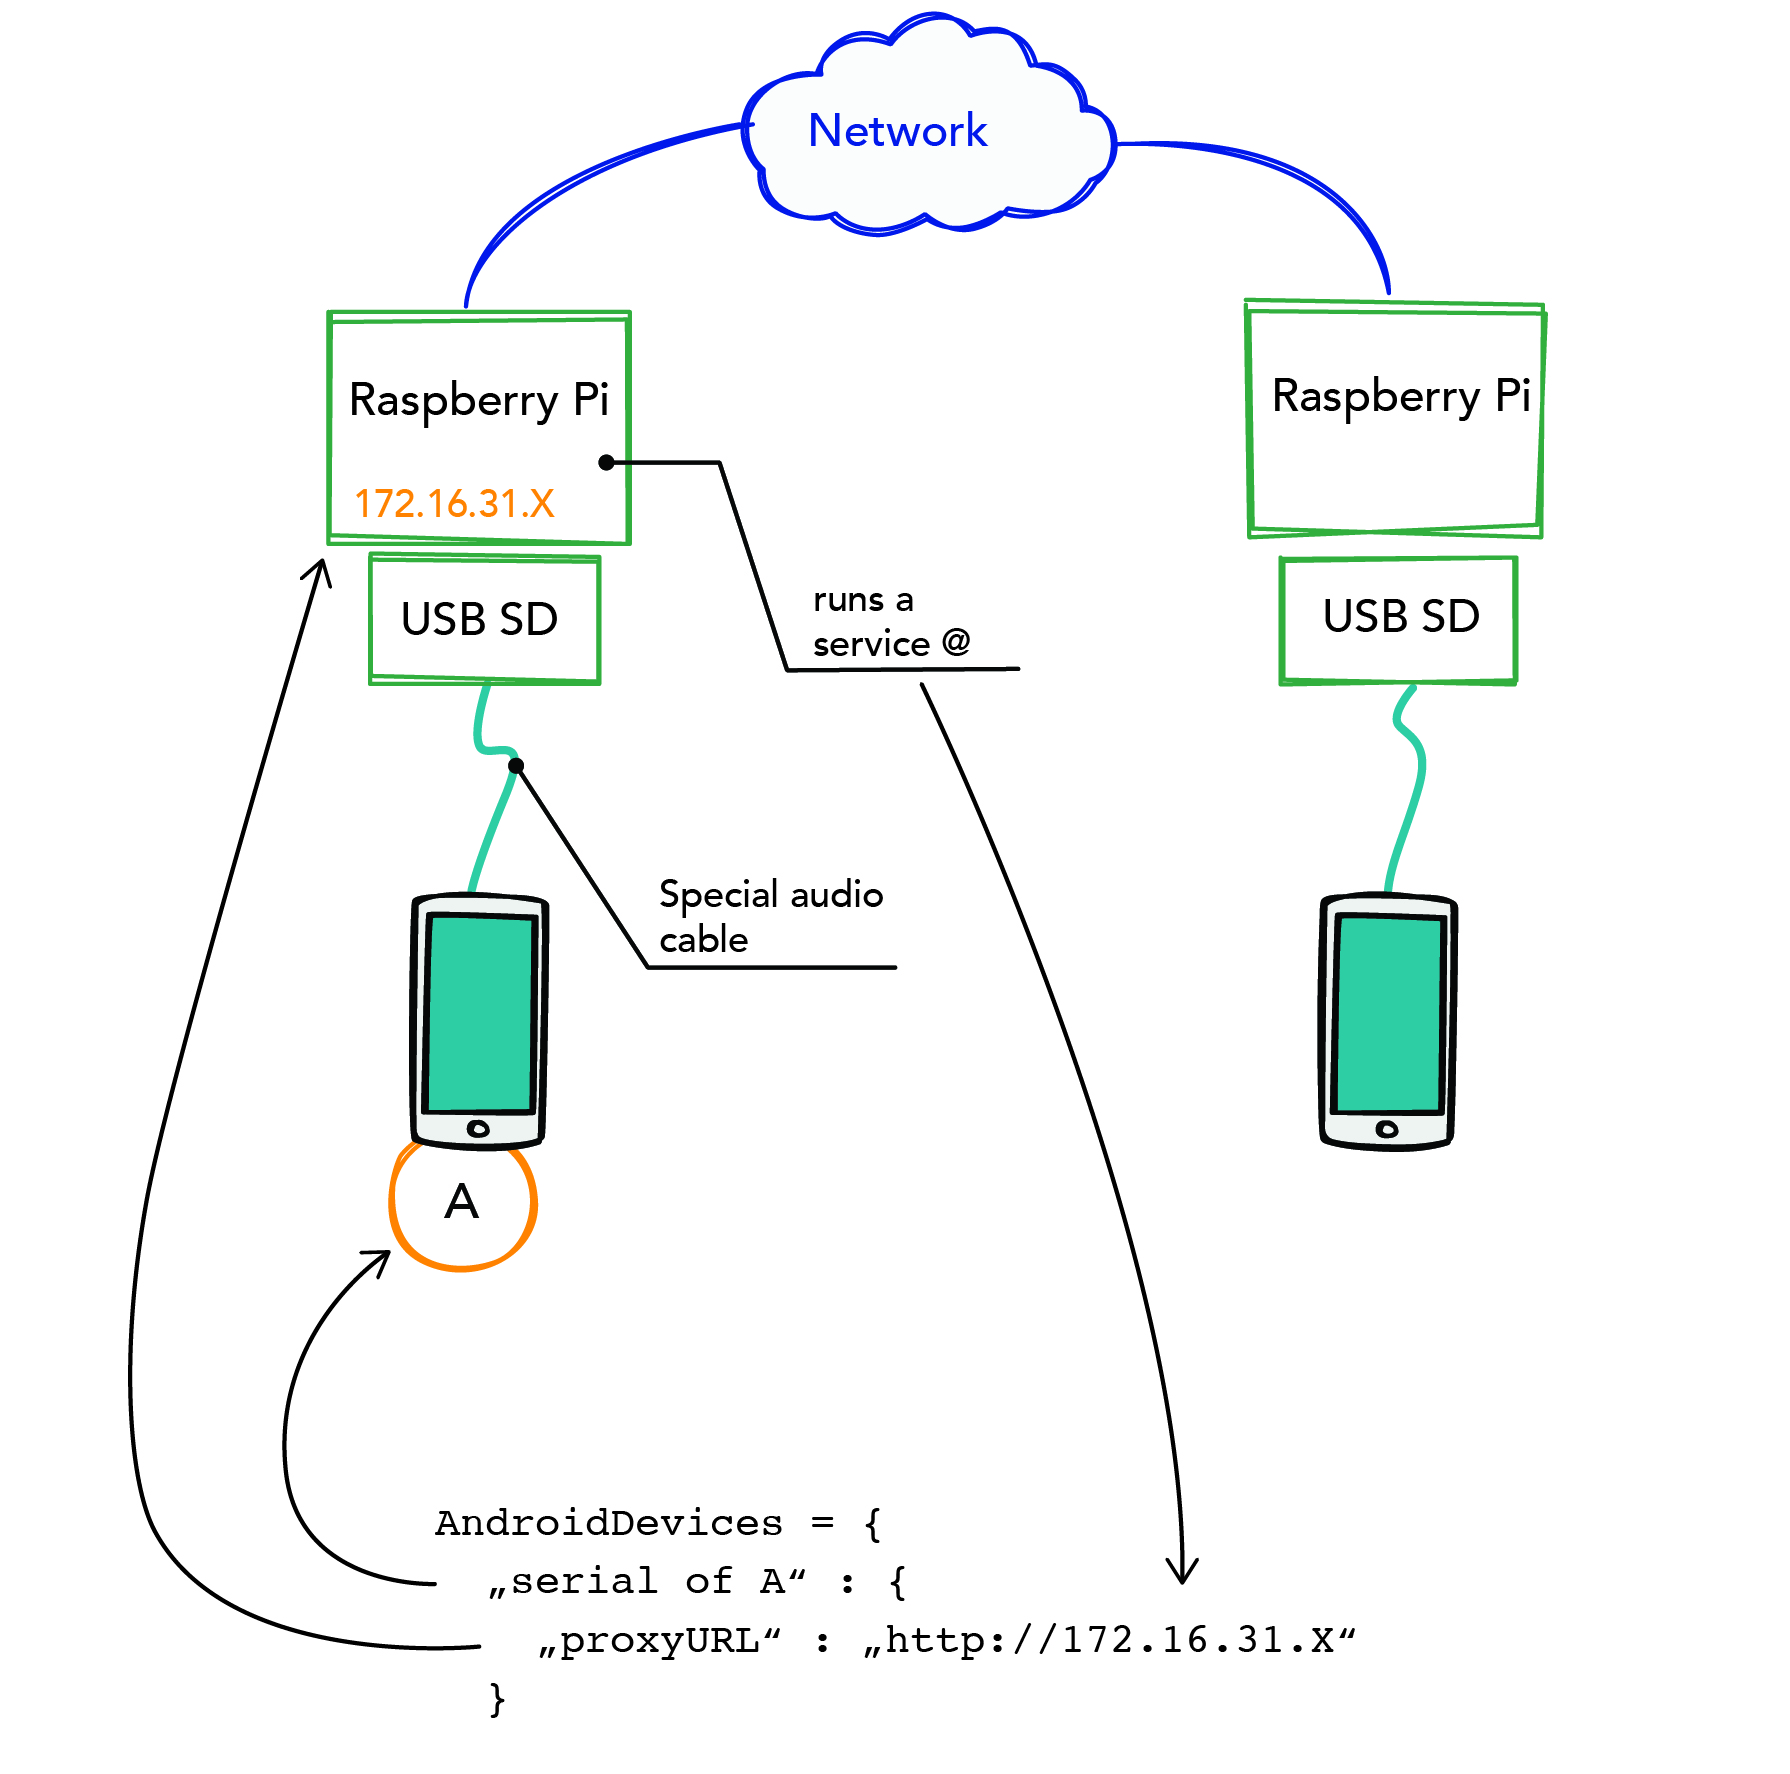 Network
Raspberry Pi
172.16.31.X
Raspberry Pi
USB SD
USB SD
runs a
service @
Special audio
cable
A
AndroidDevices = {
„serial of A“ : {
„proxyURL“ : „http://172.16.31.X“
}